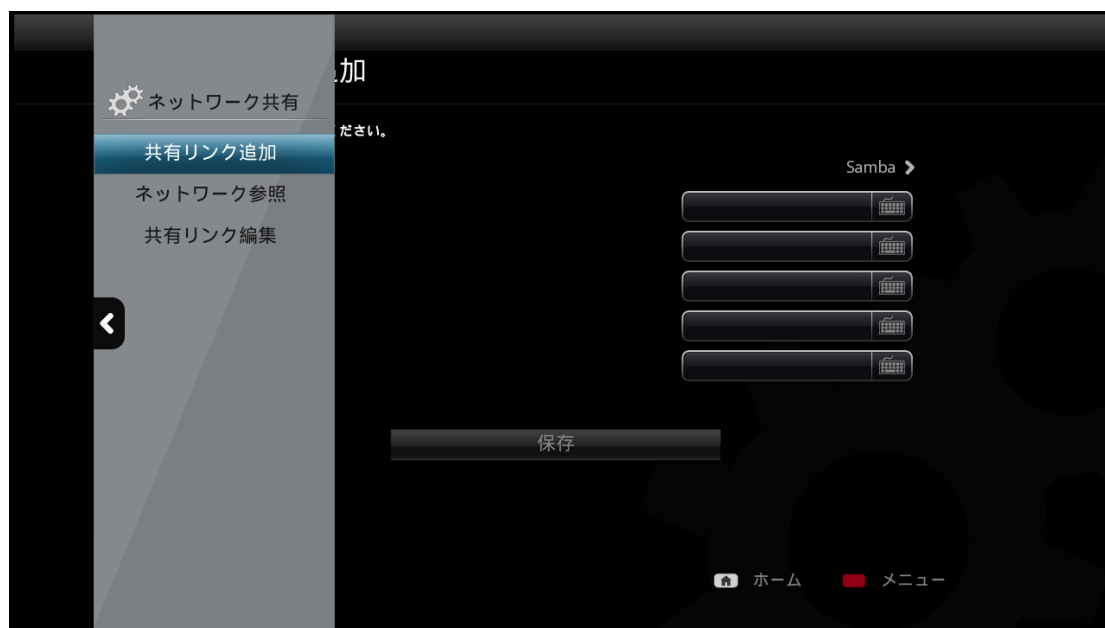 加
ネットワーク共有
ださい。
共有リンク追加
Samba
ネットワーク参照
共有リンク編集
保存
ホーム メニュー